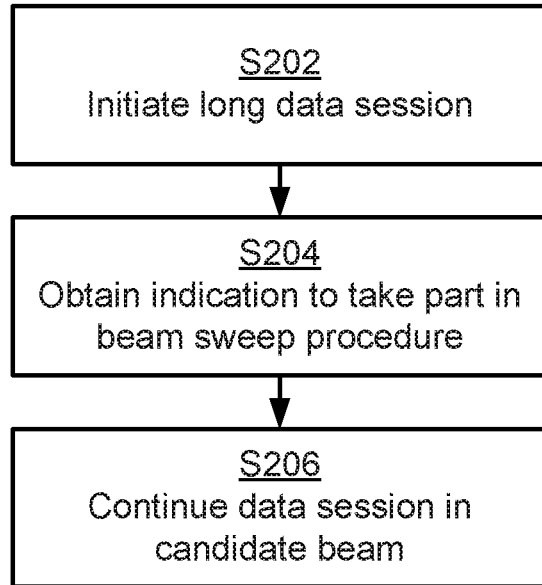 S202
Initiate long data session
S204
Obtain indication to take part in
beam sweep procedure
S206
Continue data session in
candidate beam